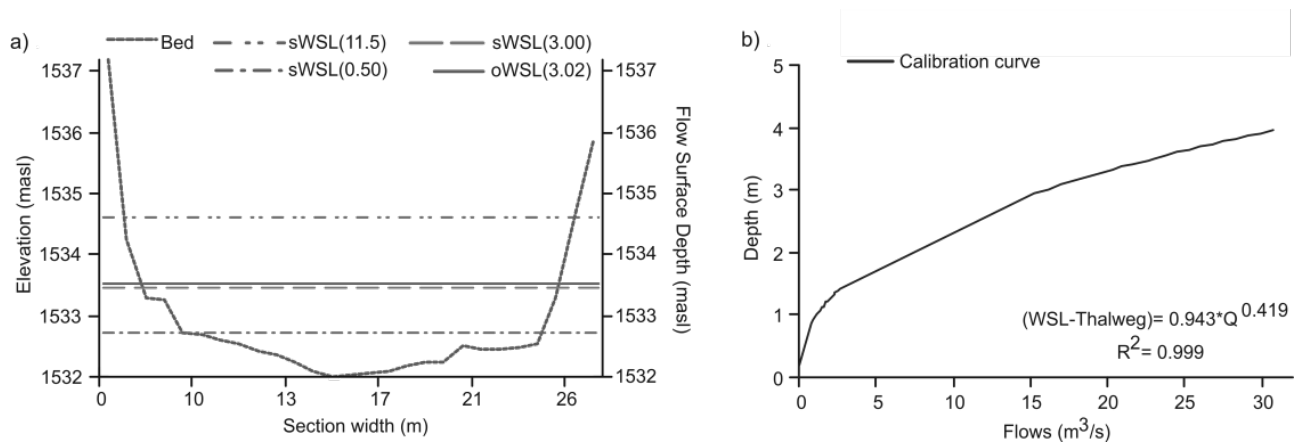 a)
Bed
sWSL(11.5)
sWSL(3.00)
sWSL(0.50)
oWSL(3.02)
1537
1536
1535
1534
1533
1532
Elevation (masl)
1537
1536
1535
1534
1533
1532
Flow Surface Depth (masl)
0 10 13 17 21 26
Section width (m)
b)
Calibration curve
5
4
3
2
1
0
Depth (m)
(WSL-Thalweg)= 0.943*Q^0.419
R^2= 0.999
0 5 10 15 20 25 30
Flows (m^3/s)